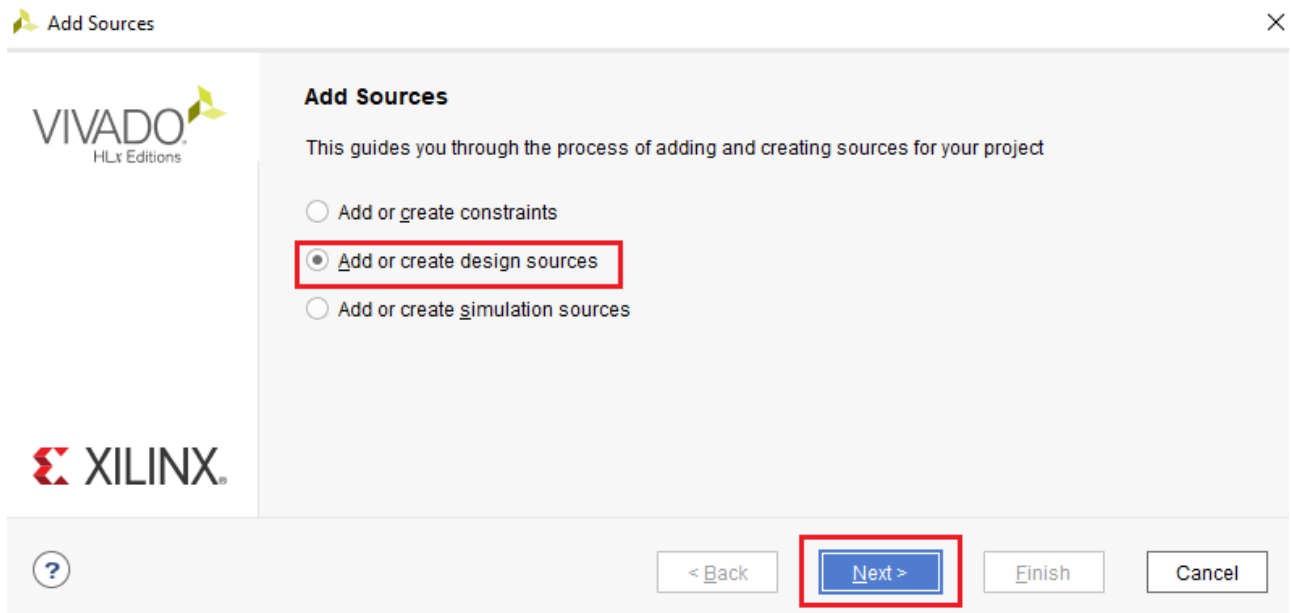 Add Sources
VIVADO.
HLx Editions
Add Sources
This guides you through the process of adding and creating sources for your project
Add or create constraints
Add or create design sources
Add or create simulation sources
XILINX.
?
< Back
Next >
Finish
Cancel